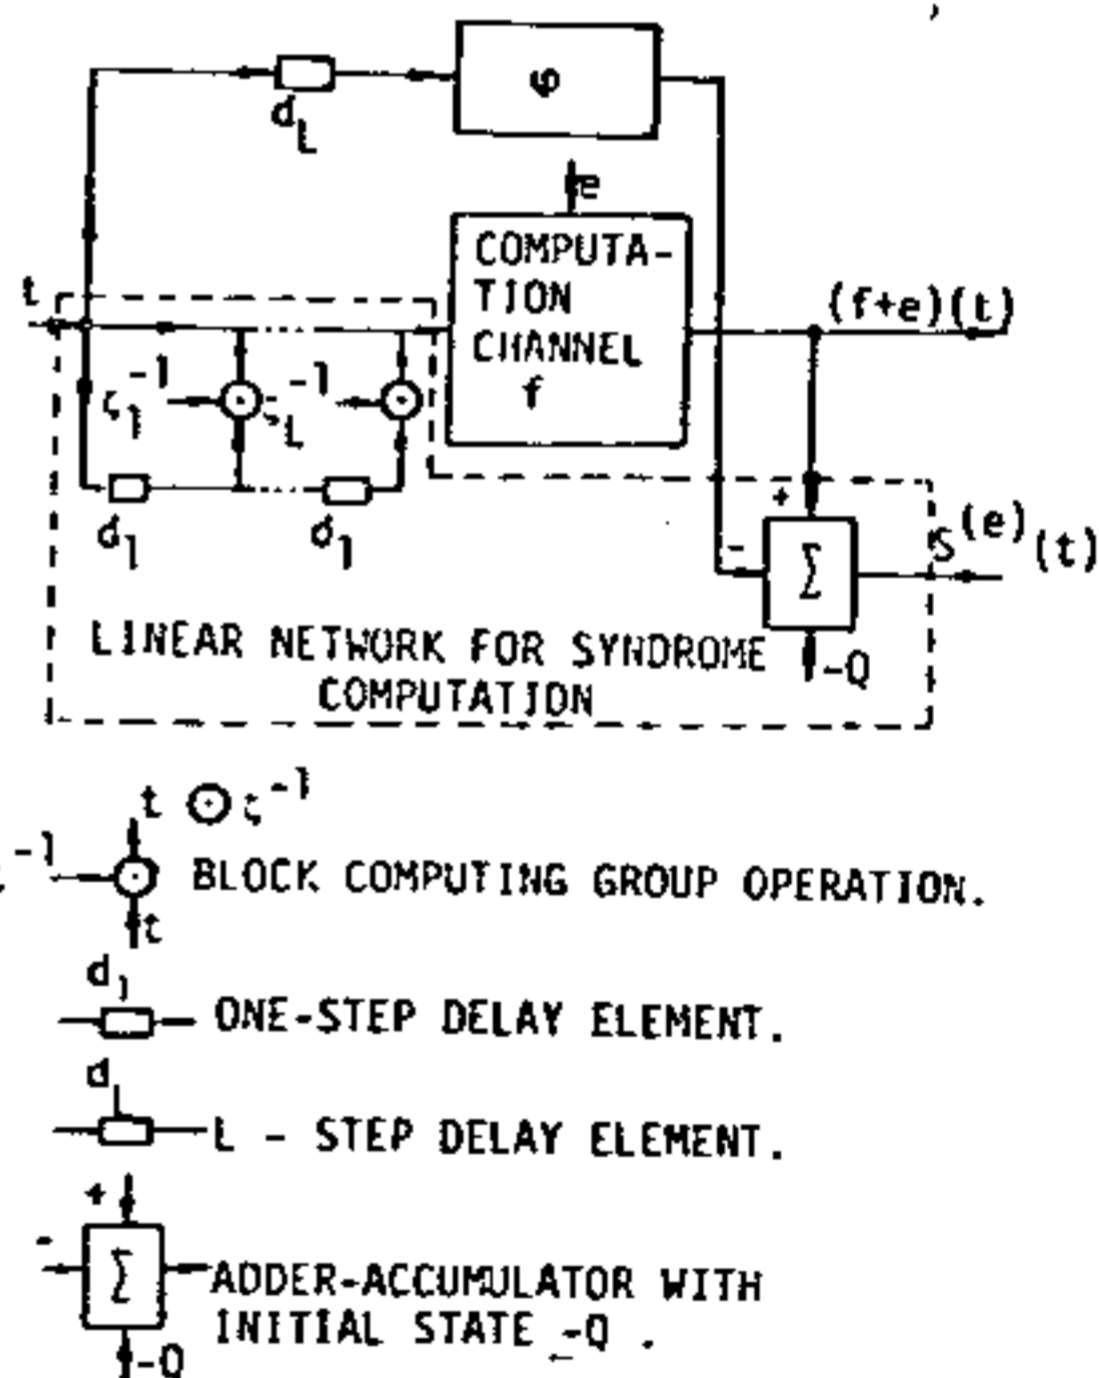 φ
d_L
e
COMPUTA-
TION
CHANNEL
f
t
(f+e)(t)
ζ_1^{-1}
ζ_L^{-1}
d_1
d_1
+
-
Σ
S^{(e)}(t)
-Q
LINEAR NETWORK FOR SYNDROME
COMPUTATION
t ⊙ ζ^{-1}
ζ^{-1}
BLOCK COMPUTING GROUP OPERATION.
t
d_1
ONE-STEP DELAY ELEMENT.
d_L
L - STEP DELAY ELEMENT.
+
-
Σ
ADDER-ACCUMULATOR WITH
INITIAL STATE -Q .
-Q